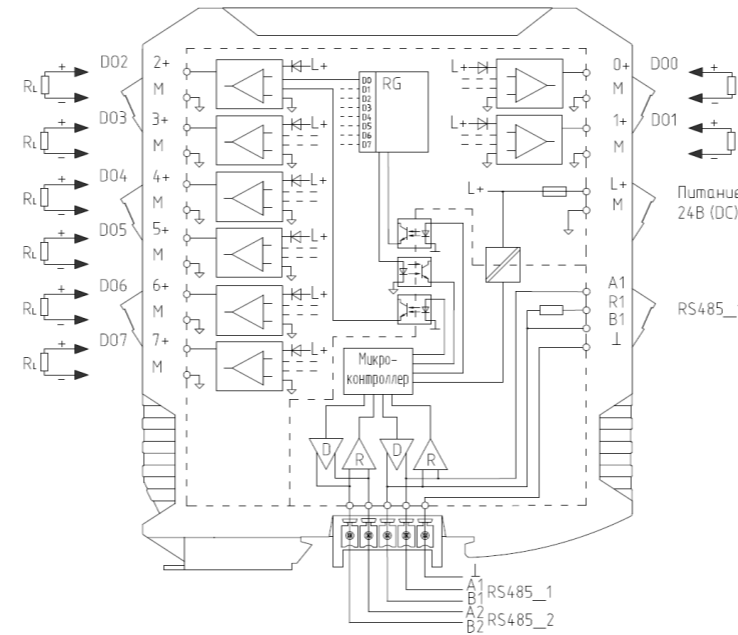 DO2
RL
2+
M
L+
DO3
RL
3+
M
L+
DO4
RL
4+
M
L+
DO5
RL
5+
M
L+
DO6
RL
6+
M
L+
DO7
RL
7+
M
L+
D0
D1
D2
D3
D4
D5
D6
D7
RG
L+
0+
DO0
M
L+
1+
DO1
M
L+
L+
M
Питание
24В (DC)
A1
R1
B1
⊥
RS485_1
Микро-
контроллер
D
R
D
R
⊥
A1
B1
RS485_1
A2
B2
RS485_2